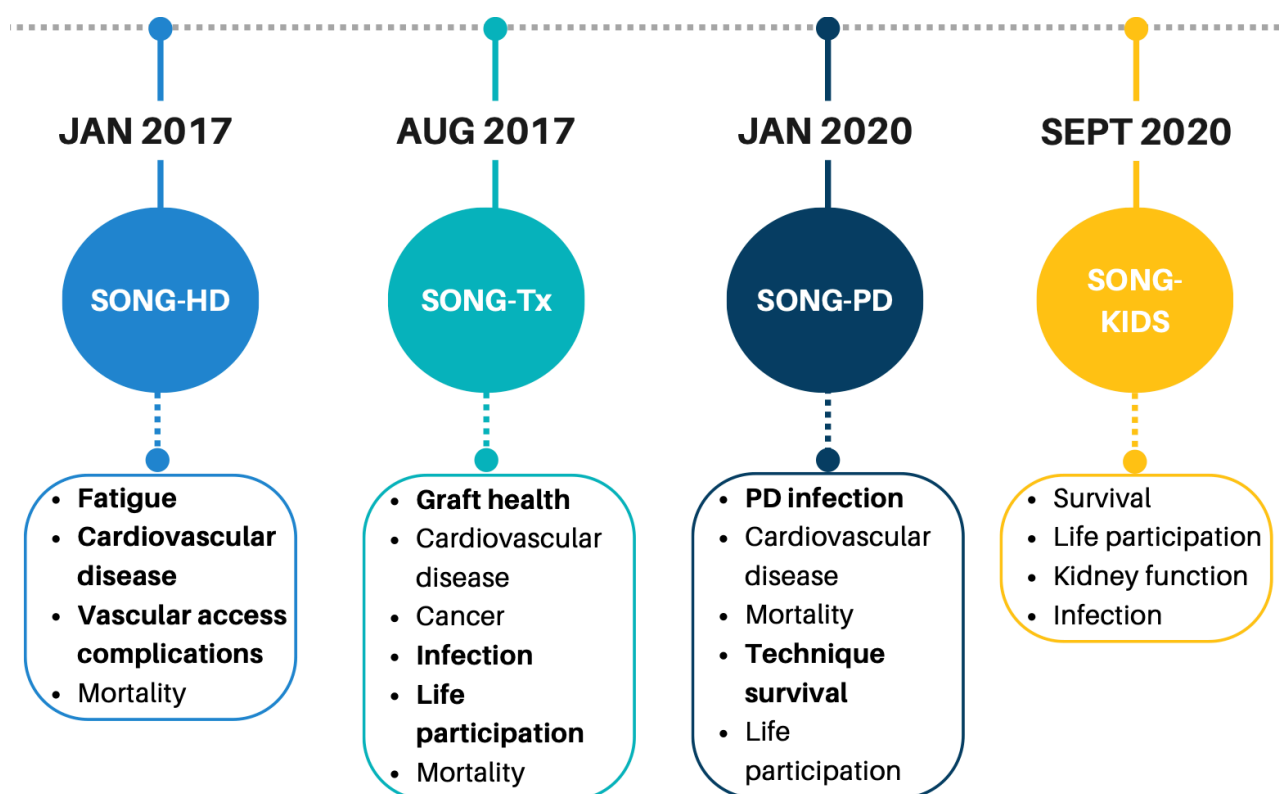 JAN 2017
SONG-HD
• Fatigue
• Cardiovascular
disease
• Vascular access
complications
• Mortality
AUG 2017
SONG-Tx
• Graft health
• Cardiovascular
disease
• Cancer
• Infection
• Life
participation
• Mortality
JAN 2020
SONG-PD
• PD infection
• Cardiovascular
disease
• Mortality
• Technique
survival
• Life
participation
SEPT 2020
SONG-
KIDS
• Survival
• Life participation
• Kidney function
• Infection